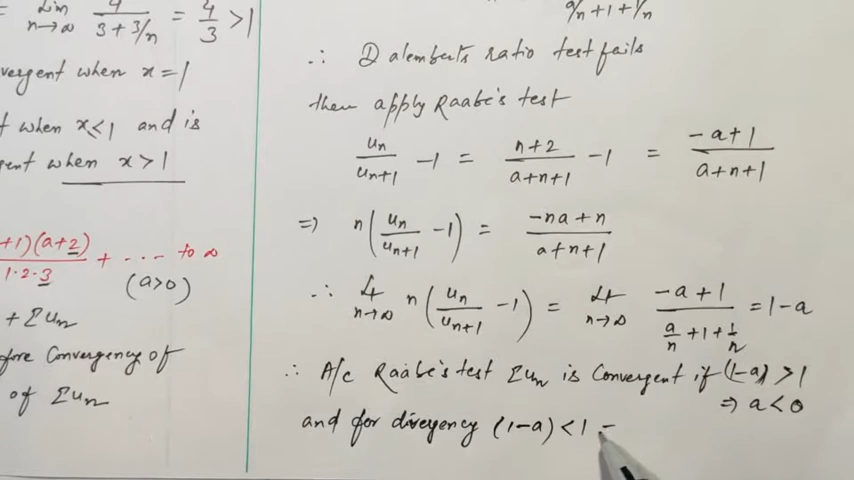 = Lim n→∞ 4 / (3 + 3/n) = 4/3 > 1
vergent when x = 1
t when x < 1 and is
gent when x > 1
+1)(a+2) / 1·2·3 + .... to ∞
(a>0)
+ Σun
fore Convergency of
of Σun
a/n + 1 + 1/n
∴ D alembert's ratio test fails
then apply Raabe's test
un/un+1 - 1 = (n+2)/(a+n+1) - 1 = (-a+1)/(a+n+1)
⇒ n(un/un+1 - 1) = (-na+n)/(a+n+1)
∴ Lt n→∞ n(un/un+1 - 1) = Lt n→∞ (-a+1)/(a/n + 1 + 1/n) = 1-a
∴ A/c Raabe's test Σun is Convergent if (1-a) > 1
⇒ a < 0
and for divergency (1-a) < 1 -